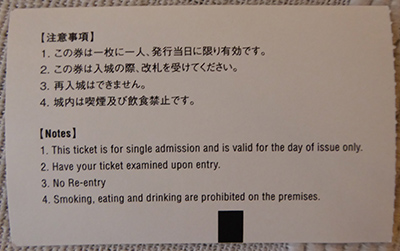 【注意事項】
1. この券は一枚に一人、発行当日に限り有効です。
2. この券は入城の際、改札を受けてください。
3. 再入城はできません。
4. 城内は喫煙及び飲食禁止です。
【Notes】
1. This ticket is for single admission and is valid for the day of issue only.
2. Have your ticket examined upon entry.
3. No Re-entry
4. Smoking, eating and drinking are prohibited on the premises.